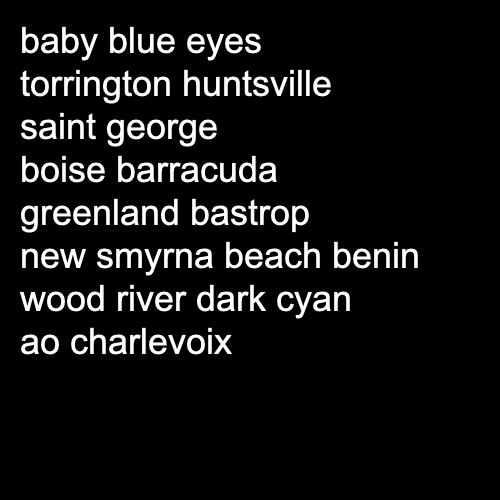 baby blue eyes
torrington huntsville
saint george
boise barracuda
greenland bastrop
new smyrna beach benin
wood river dark cyan
ao charlevoix